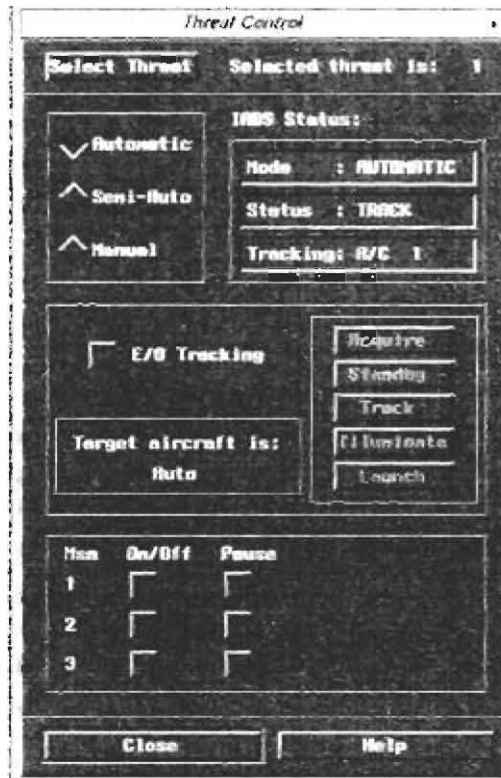 Threat Control
Select Threat Selected threat is: 1
IADS Status:
Automatic
Semi-Auto
Manual
Mode : AUTOMATIC
Status : TRACK
Tracking: A/C 1
E/O Tracking
Target aircraft is:
Auto
Acquire
Standby
Track
Illuminate
Launch
Msn On/Off Pause
1
2
3
Close Help